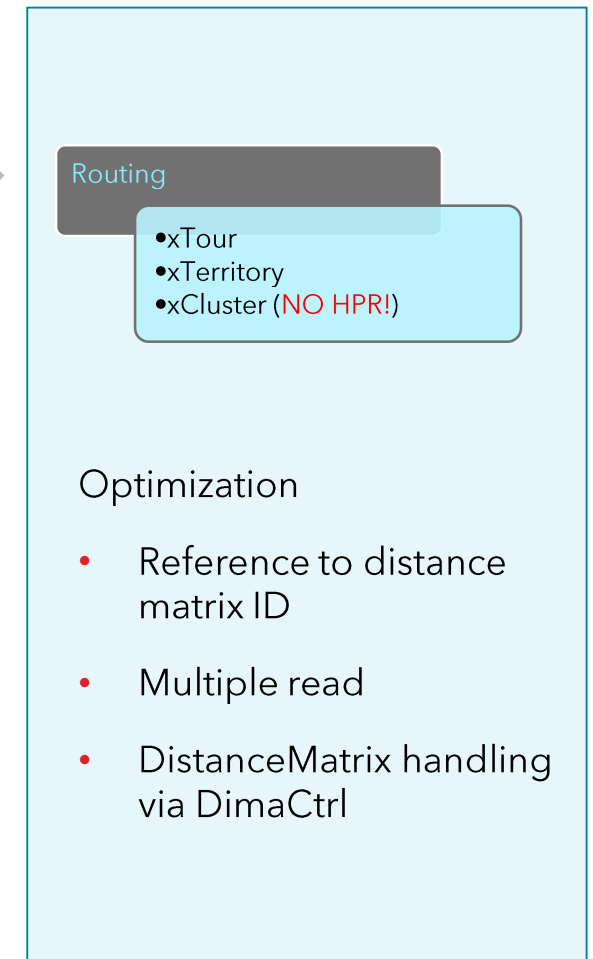 Routing
•xTour
•xTerritory
•xCluster (NO HPR!)
Optimization
• Reference to distance
matrix ID
• Multiple read
• DistanceMatrix handling
via DimaCtrl